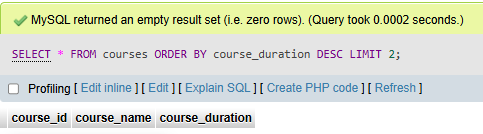 MySQL returned an empty result set (i.e. zero rows). (Query took 0.0002 seconds.)
SELECT * FROM courses ORDER BY course_duration DESC LIMIT 2;
Profiling [ Edit inline ] [ Edit ] [ Explain SQL ] [ Create PHP code ] [ Refresh ]
course_id course_name course_duration